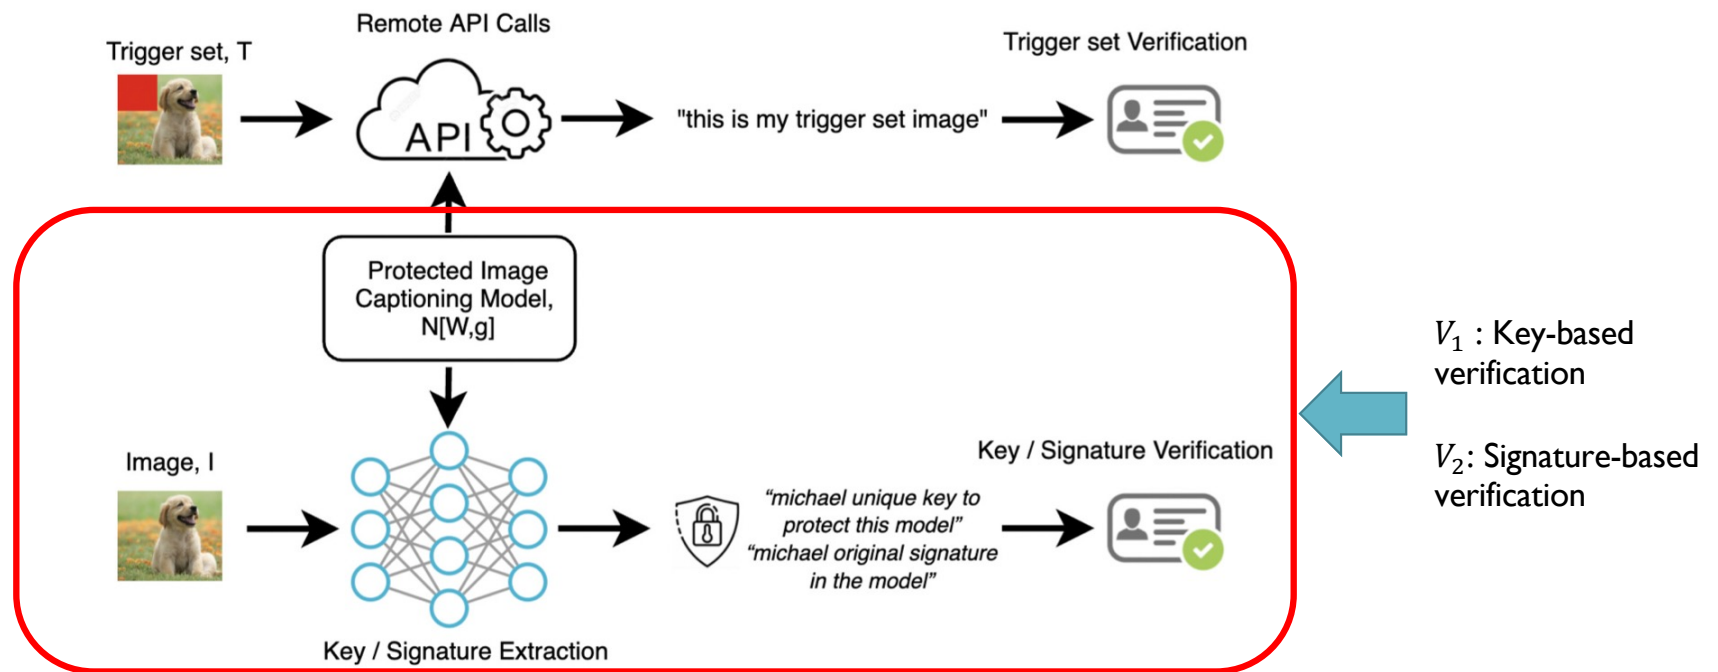 Remote API Calls
Trigger set, T
Trigger set Verification
API
"this is my trigger set image"
Protected Image
Captioning Model,
N[W,g]
V₁ : Key-based
verification
V₂: Signature-based
verification
Image, I
Key / Signature Verification
“michael unique key to
protect this model”
“michael original signature
in the model”
Key / Signature Extraction